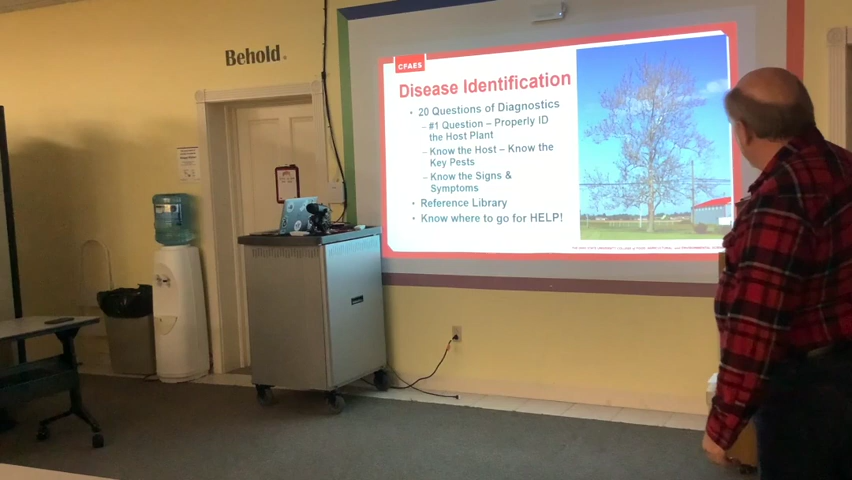 Behold.
CFAES
Disease Identification
• 20 Questions of Diagnostics
– #1 Question – Properly ID
the Host Plant
– Know the Host – Know the
Key Pests
– Know the Signs &
Symptoms
• Reference Library
• Know where to go for HELP!